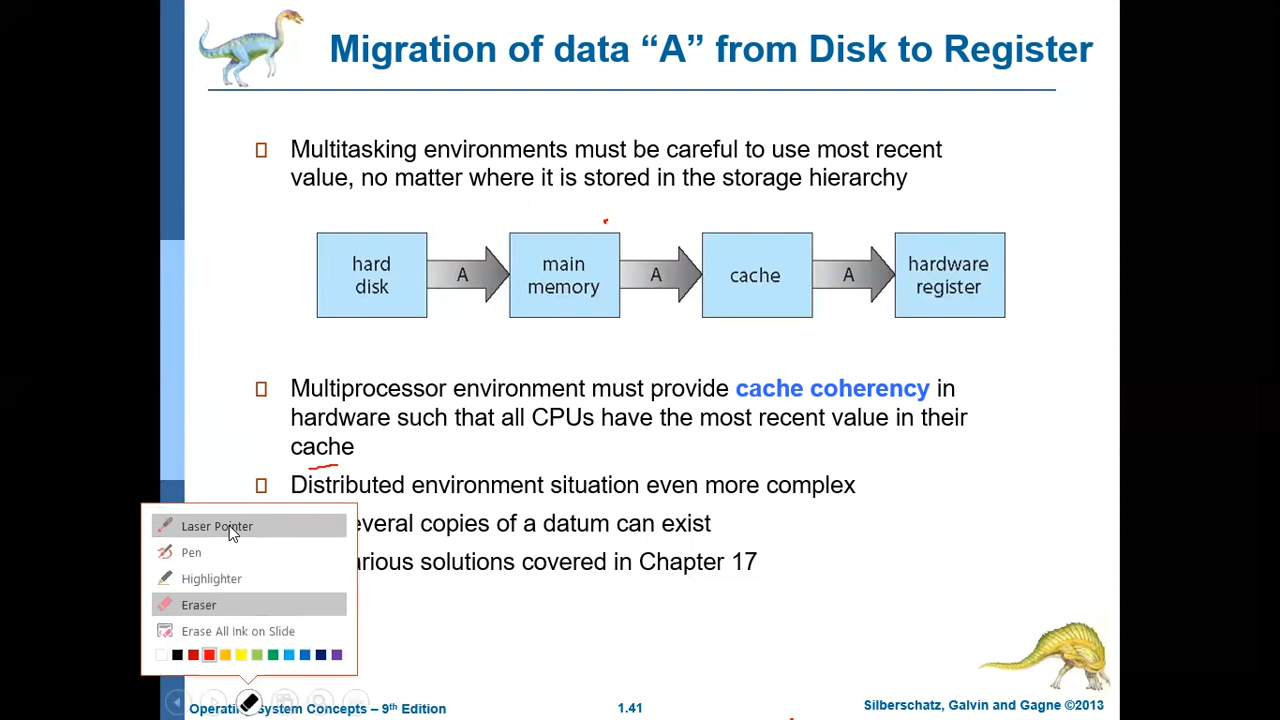 Migration of data “A” from Disk to Register
Multitasking environments must be careful to use most recent
value, no matter where it is stored in the storage hierarchy
hard
disk
A
main
memory
A
cache
A
hardware
register
Multiprocessor environment must provide cache coherency in
hardware such that all CPUs have the most recent value in their
cache
Distributed environment situation even more complex
everal copies of a datum can exist
arious solutions covered in Chapter 17
Laser Pointer
Pen
Highlighter
Eraser
Erase All Ink on Slide
Operating System Concepts – 9th Edition
1.41
Silberschatz, Galvin and Gagne ©2013